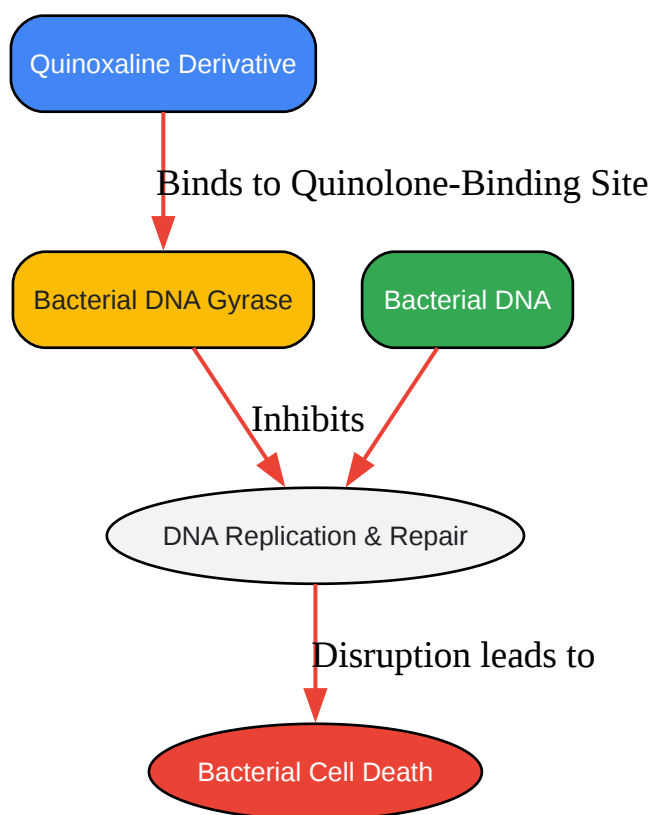 Quinoxaline Derivative
Binds to Quinolone-Binding Site
Bacterial DNA Gyrase
Bacterial DNA
Inhibits
DNA Replication & Repair
Disruption leads to
Bacterial Cell Death